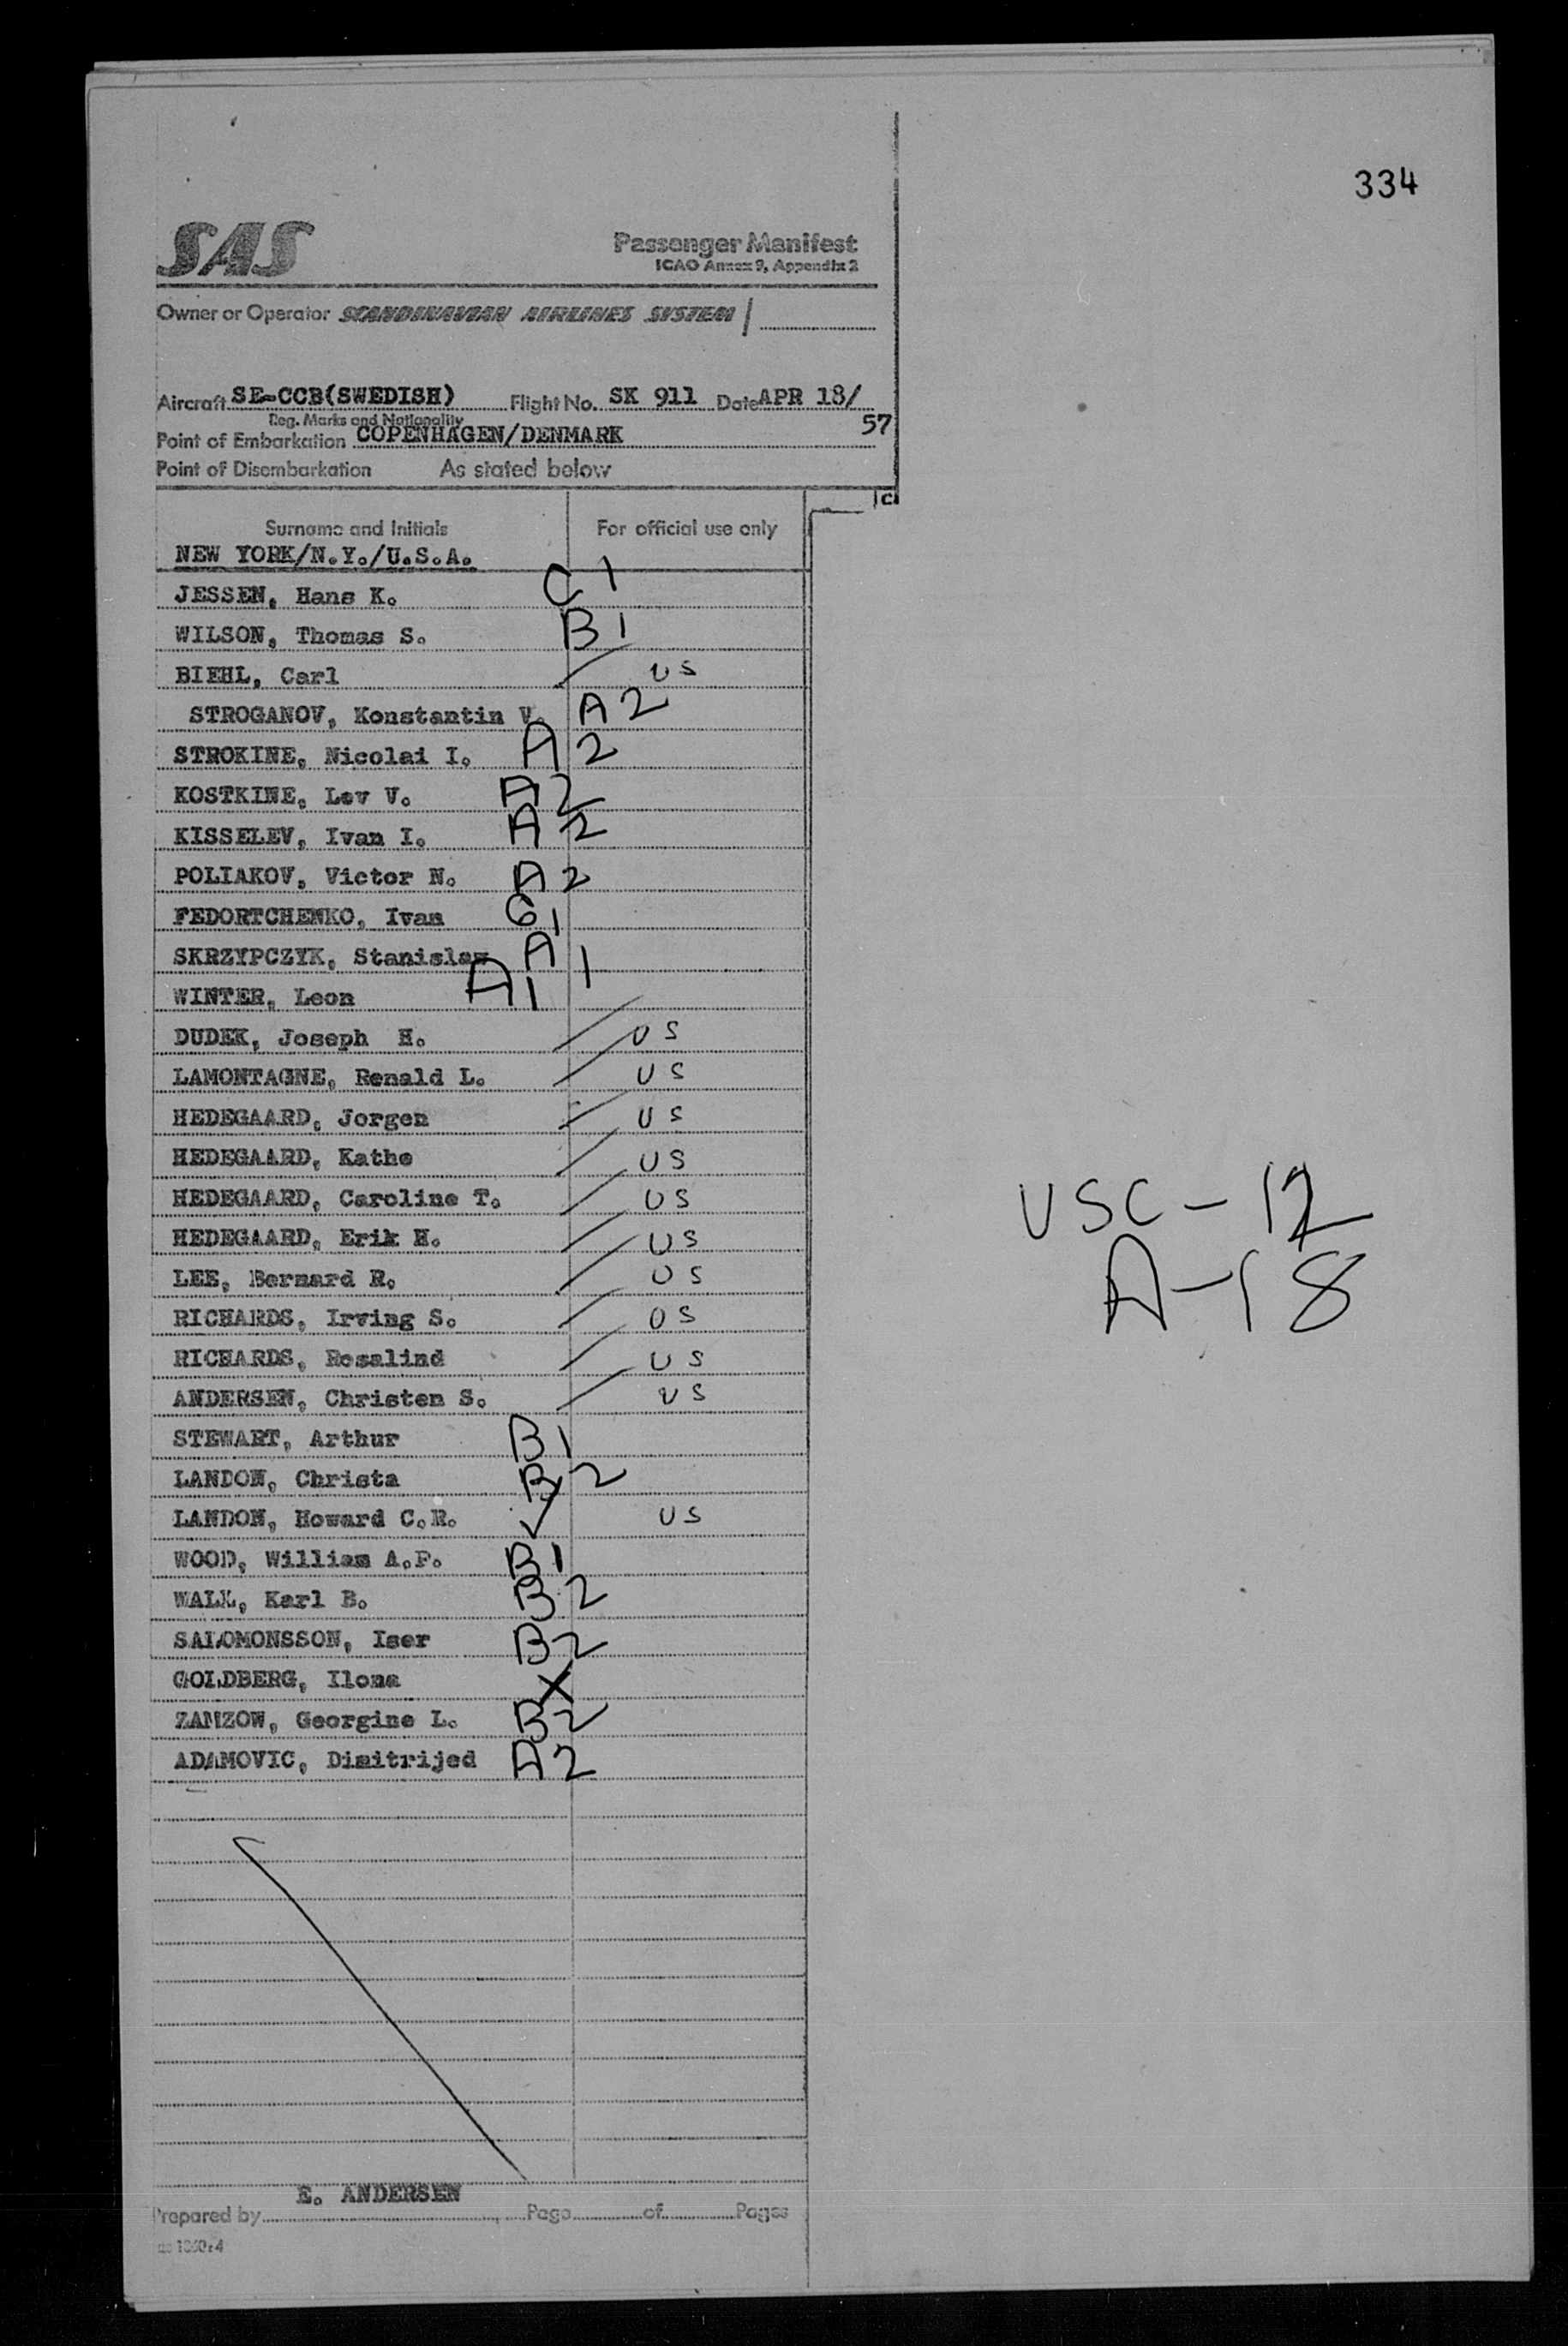 334
SAS
Passenger Manifest
ICAO Annex 9, Appendix 2
Owner or Operator SCANDINAVIAN AIRLINES SYSTEM
Aircraft SE-CCB(SWEDISH) Flight No. SK 911 Date APR 18/57
Reg. Marks and Nationality
Point of Embarkation COPENHAGEN/DENMARK
Point of Disembarkation As stated below
Surname and Initials For official use only
NEW YORK/N.Y./U.S.A.
JESSEN, Hans K. C1
WILSON, Thomas S. B1
BIEHL, Carl US
STROGANOV, Konstantin V. A2
STROKINE, Nicolai I. A2
KOSTKINE, Lev V. A2
KISSELEV, Ivan I. A2
POLIAKOV, Victor N. A2
FEDORTCHENKO, Ivan G1
SKRZYPCZYK, Stanislaw A1
WINTER, Leon A1
DUDEK, Joseph H. US
LAMONTAGNE, Renald L. US
HEDEGAARD, Jorgen US
HEDEGAARD, Kathe US
HEDEGAARD, Caroline T. US
HEDEGAARD, Erik H. US
LEE, Bernard R. US
RICHARDS, Irving S. US
RICHARDS, Rosalind US
ANDERSEN, Christen S. US
STEWART, Arthur B1
LANDON, Christa B2
LANDON, Howard C.R. US
WOOD, William A.P. B1
WALK, Karl B. B2
SALOMONSSON, Iser B2
GOLDBERG, Ilona X
ZAMZOW, Georgine L. B2
ADAMOVIC, Dimitrijed A2
USC - 12
A - 18
E. ANDERSEN
Prepared by Page of Pages